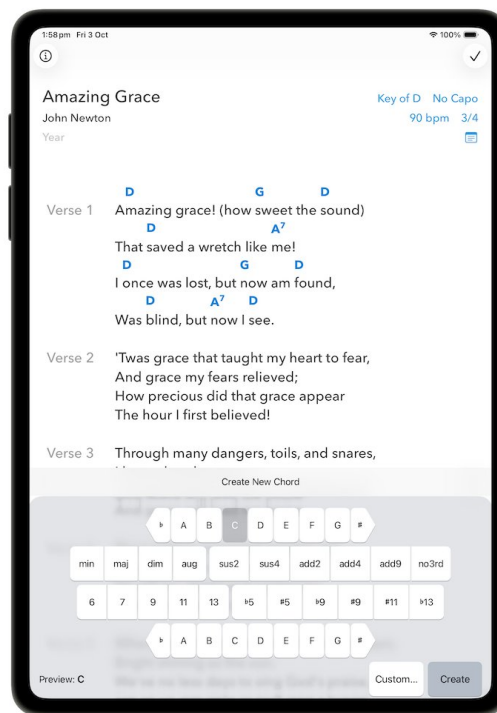 1:58 pm Fri 3 Oct 100%
Amazing Grace Key of D No Capo
John Newton 90 bpm 3/4
Year
D G D
Verse 1 Amazing grace! (how sweet the sound)
D A7
That saved a wretch like me!
D G D
I once was lost, but now am found,
D A7 D
Was blind, but now I see.
Verse 2 'Twas grace that taught my heart to fear,
And grace my fears relieved;
How precious did that grace appear
The hour I first believed!
Verse 3 Through many dangers, toils, and snares,
Create New Chord
♭ A B C D E F G ♯
min maj dim aug sus2 sus4 add2 add4 add9 no3rd
6 7 9 11 13 ♭5 ♯5 ♭9 ♯9 ♯11 ♭13
♭ A B C D E F G ♯
Preview: C Custom... Create